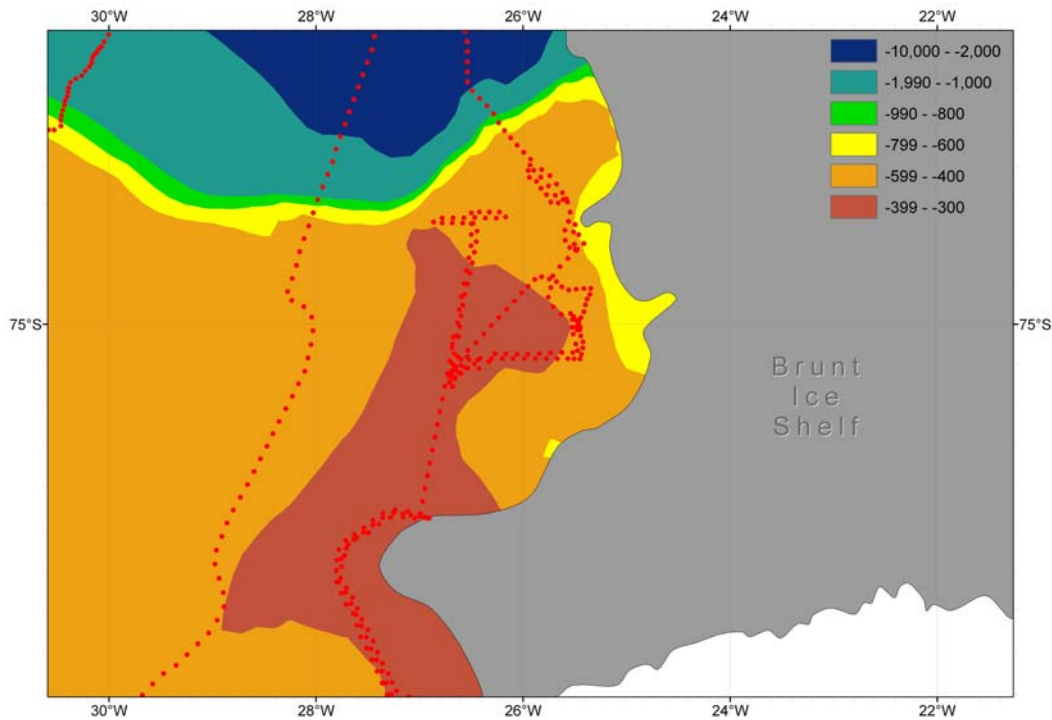 30°W 28°W 26°W 24°W 22°W
-10,000 - -2,000
-1,990 - -1,000
-990 - -800
-799 - -600
-599 - -400
-399 - -300
75°S 75°S
Brunt
Ice
Shelf
30°W 28°W 26°W 24°W 22°W